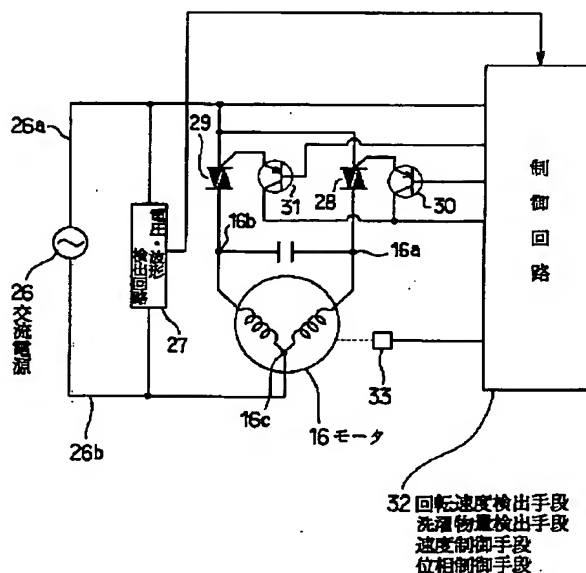 26a
29
31
28
30
制御回路
16b
16a
電圧・波形
検出回路
27
26
交流電源
33
16c
16 モータ
26b
32 回転速度検出手段
洗濯物量検出手段
速度制御手段
位相制御手段